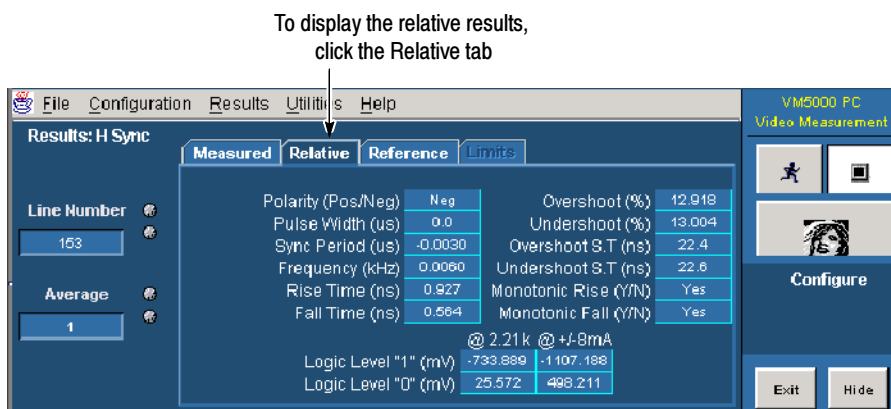 To display the relative results,
click the Relative tab
File Configuration Results Utilities Help
VM5000 PC
Video Measurement
Results: H Sync
Measured Relative Reference Limits
Line Number
153
Average
1
Polarity (Pos/Neg) Neg Overshoot (%) 12.918
Pulse Width (us) 0.0 Undershoot (%) 13.004
Sync Period (us) -0.0030 Overshoot S.T (ns) 22.4
Frequency (kHz) 0.0060 Undershoot S.T (ns) 22.6
Rise Time (ns) 0.927 Monotonic Rise (Y/N) Yes
Fall Time (ns) 0.564 Monotonic Fall (Y/N) Yes
@ 2.21k @ +/-8mA
Logic Level "1" (mV) -733.889 -1107.188
Logic Level "0" (mV) 25.572 498.211
Configure
Exit Hide